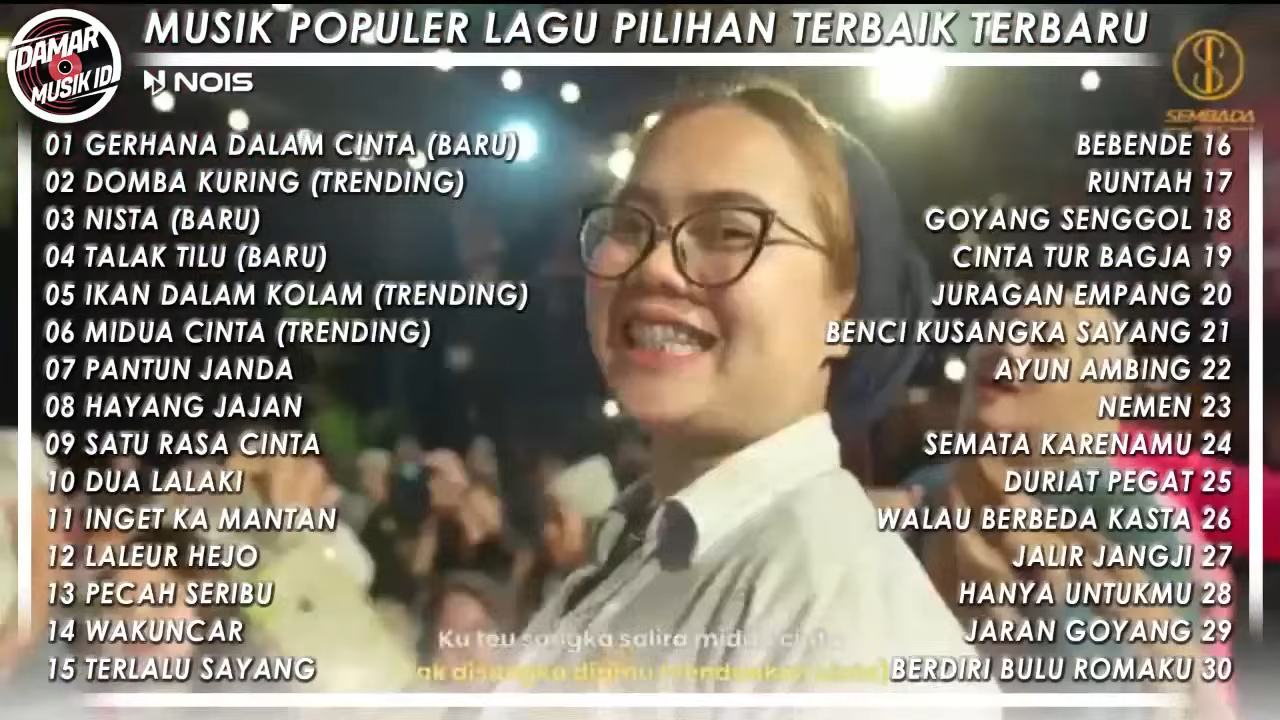 MUSIK POPULER LAGU PILIHAN TERBAIK TERBARU
DAMAR
MUSIK ID
NOIS
SEMBADA
01 GERHANA DALAM CINTA (BARU)
02 DOMBA KURING (TRENDING)
03 NISTA (BARU)
04 TALAK TILU (BARU)
05 IKAN DALAM KOLAM (TRENDING)
06 MIDUA CINTA (TRENDING)
07 PANTUN JANDA
08 HAYANG JAJAN
09 SATU RASA CINTA
10 DUA LALAKI
11 INGET KA MANTAN
12 LALEUR HEJO
13 PECAH SERIBU
14 WAKUNCAR
15 TERLALU SAYANG
BEBENDE 16
RUNTAH 17
GOYANG SENGGOL 18
CINTA TUR BAGJA 19
JURAGAN EMPANG 20
BENCI KUSANGKA SAYANG 21
AYUN AMBING 22
NEMEN 23
SEMATA KARENAMU 24
DURIAT PEGAT 25
WALAU BERBEDA KASTA 26
JALIR JANGJI 27
HANYA UNTUKMU 28
JARAN GOYANG 29
BERDIRI BULU ROMAKU 30
Ku teu sangka salira midua cinta
disangka dirimu